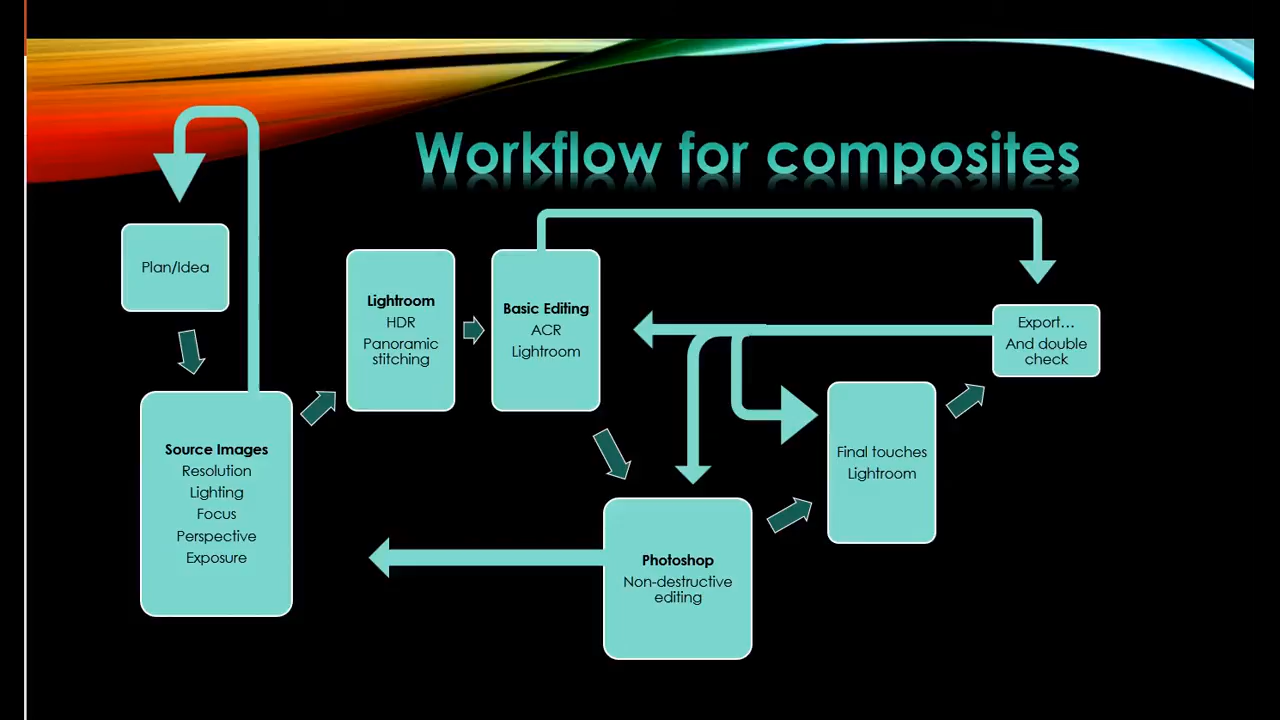 Workflow for composites
Plan/Idea
Source Images
Resolution
Lighting
Focus
Perspective
Exposure
Lightroom
HDR
Panoramic
stitching
Basic Editing
ACR
Lightroom
Photoshop
Non-destructive
editing
Final touches
Lightroom
Export…
And double
check